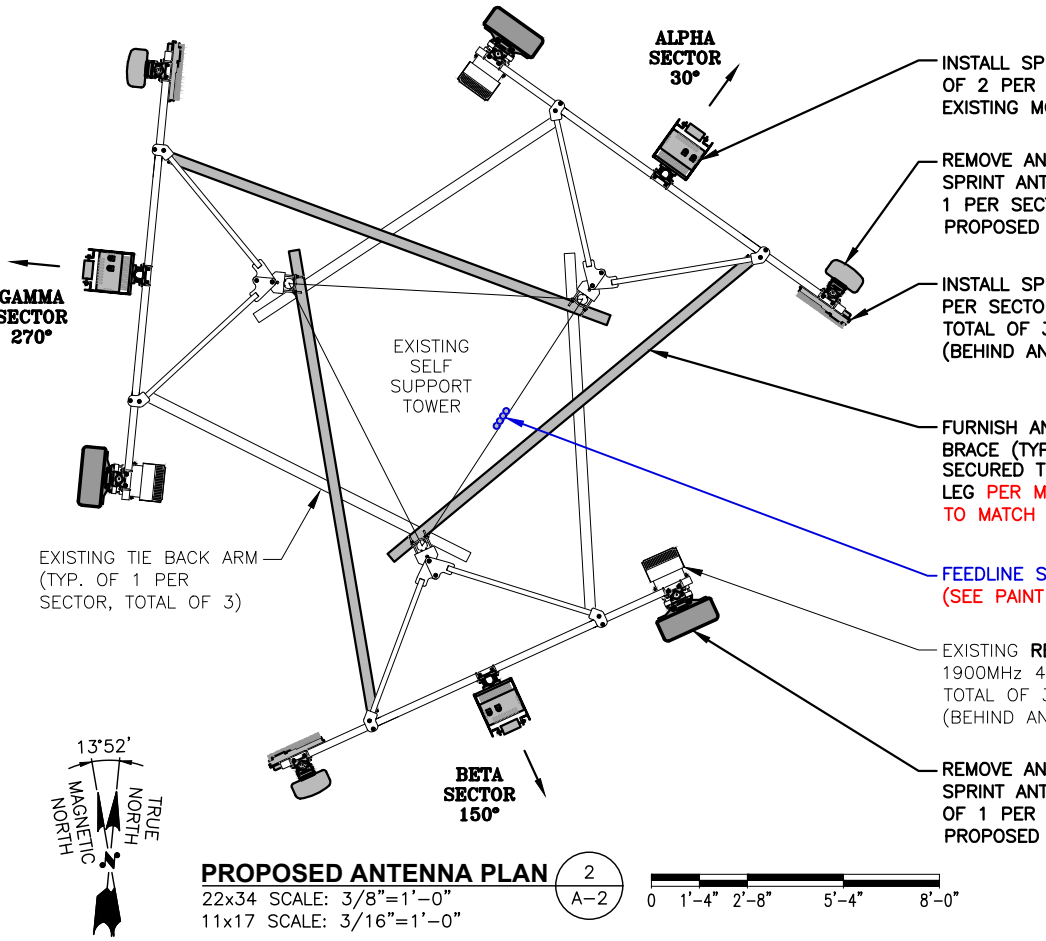 ALPHA
SECTOR
30°
INSTALL SP
OF 2 PER
EXISTING
REMOVE AN
SPRINT ANT
1 PER SECT
PROPOSED
INSTALL SP
PER SECTO
TOTAL OF 3
(BEHIND AN
GAMMA
SECTOR
270°
EXISTING
SELF
SUPPORT
TOWER
FURNISH AN
BRACE (TYP
SECURED T
LEG PER M
TO MATCH
EXISTING TIE BACK ARM
(TYP. OF 1 PER
SECTOR, TOTAL OF 3)
FEEDLINE S
(SEE PAINT
EXISTING RE
1900MHz 4
TOTAL OF 3
(BEHIND AN
REMOVE AN
SPRINT ANT
OF 1 PER
PROPOSED
BETA
SECTOR
150°
13°52'
MAGNETIC
NORTH
TRUE
NORTH
N
PROPOSED ANTENNA PLAN
2
A-2
22x34 SCALE: 3/8"=1'-0"
11x17 SCALE: 3/16"=1'-0"
0 1'-4" 2'-8" 5'-4" 8'-0"